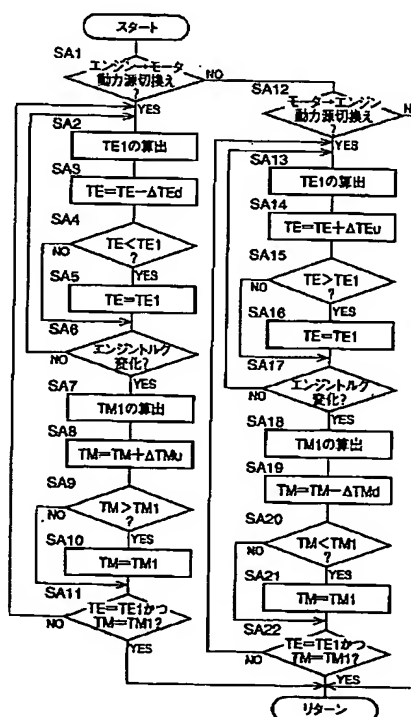 スタート
SA1
エンジン→モータ
動力源切換え
?
NO
YES
SA2
TE1の算出
SA3
TE=TE−ΔTEd
SA4
TE<TE1
?
NO
YES
SA5
TE=TE1
SA6
エンジントルク
変化?
NO
YES
SA7
TM1の算出
SA8
TM=TM+ΔTMu
SA9
TM>TM1
?
NO
YES
SA10
TM=TM1
SA11
TE=TE1かつ
TM=TM1?
NO
YES
SA12
モータ→エンジン
動力源切換え
?
NO
YES
SA13
TE1の算出
SA14
TE=TE+ΔTEu
SA15
TE>TE1
?
NO
YES
SA16
TE=TE1
SA17
エンジントルク
変化?
NO
YES
SA18
TM1の算出
SA19
TM=TM−ΔTMd
SA20
TM<TM1
?
NO
YES
SA21
TM=TM1
SA22
TE=TE1かつ
TM=TM1?
NO
YES
リターン